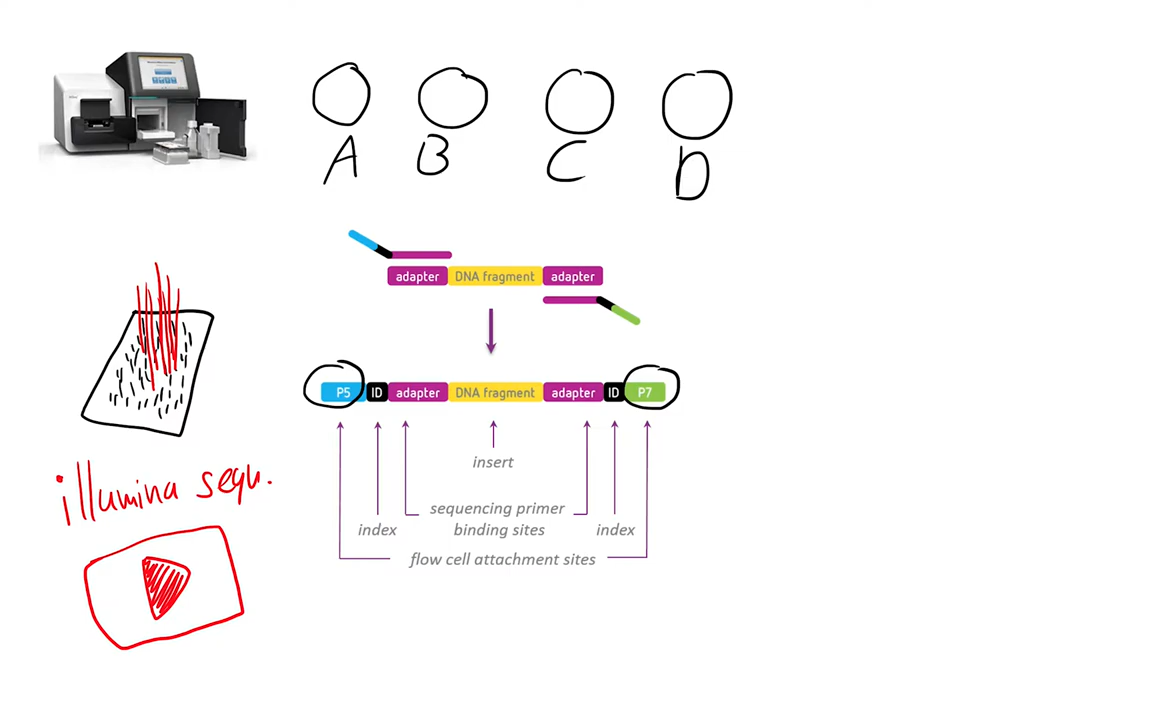 A B C D
adapter DNA fragment adapter
P5 ID adapter DNA fragment adapter ID P7
insert
sequencing primer
index binding sites index
flow cell attachment sites
illumina sequ.